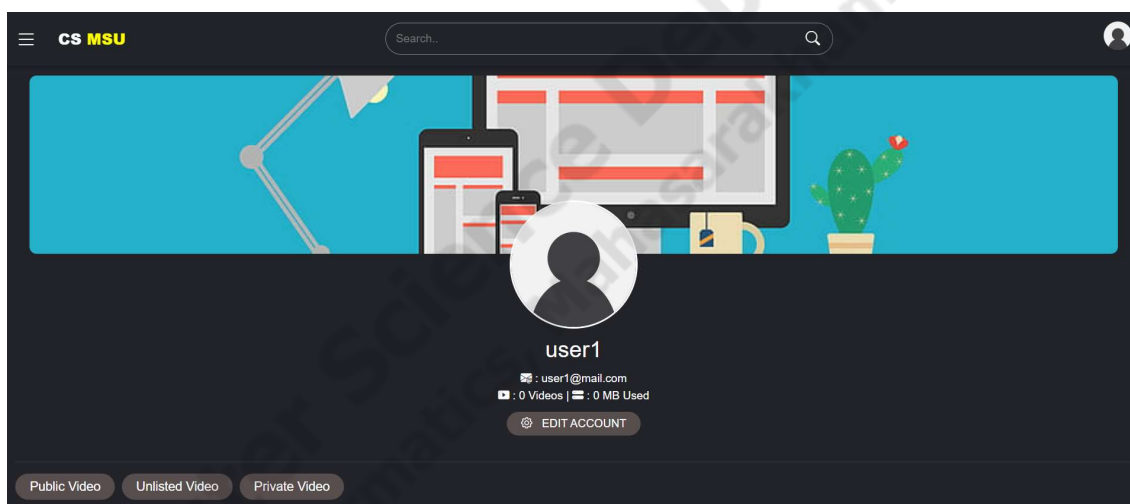 CS MSU
Search..
user1
: user1@mail.com
: 0 Videos | : 0 MB Used
EDIT ACCOUNT
Public Video Unlisted Video Private Video